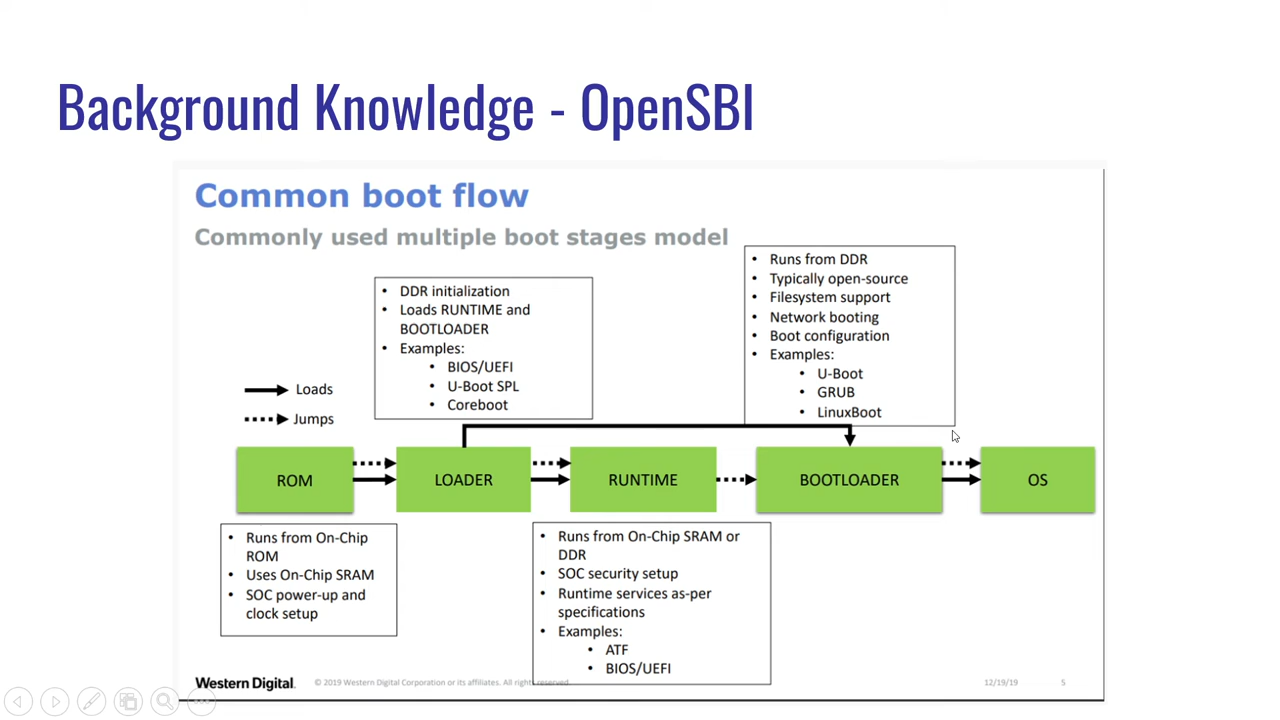 Background Knowledge - OpenSBI
Common boot flow
Commonly used multiple boot stages model
• DDR initialization
• Loads RUNTIME and
BOOTLOADER
• Examples:
• BIOS/UEFI
• U-Boot SPL
• Coreboot
• Runs from DDR
• Typically open-source
• Filesystem support
• Network booting
• Boot configuration
• Examples:
• U-Boot
• GRUB
• LinuxBoot
Loads
Jumps
ROM
LOADER
RUNTIME
BOOTLOADER
OS
• Runs from On-Chip
ROM
• Uses On-Chip SRAM
• SOC power-up and
clock setup
• Runs from On-Chip SRAM or
DDR
• SOC security setup
• Runtime services as-per
specifications
• Examples:
• ATF
• BIOS/UEFI
Western Digital.
© 2019 Western Digital Corporation or its affiliates. All rights reserved.
12/19/19
5